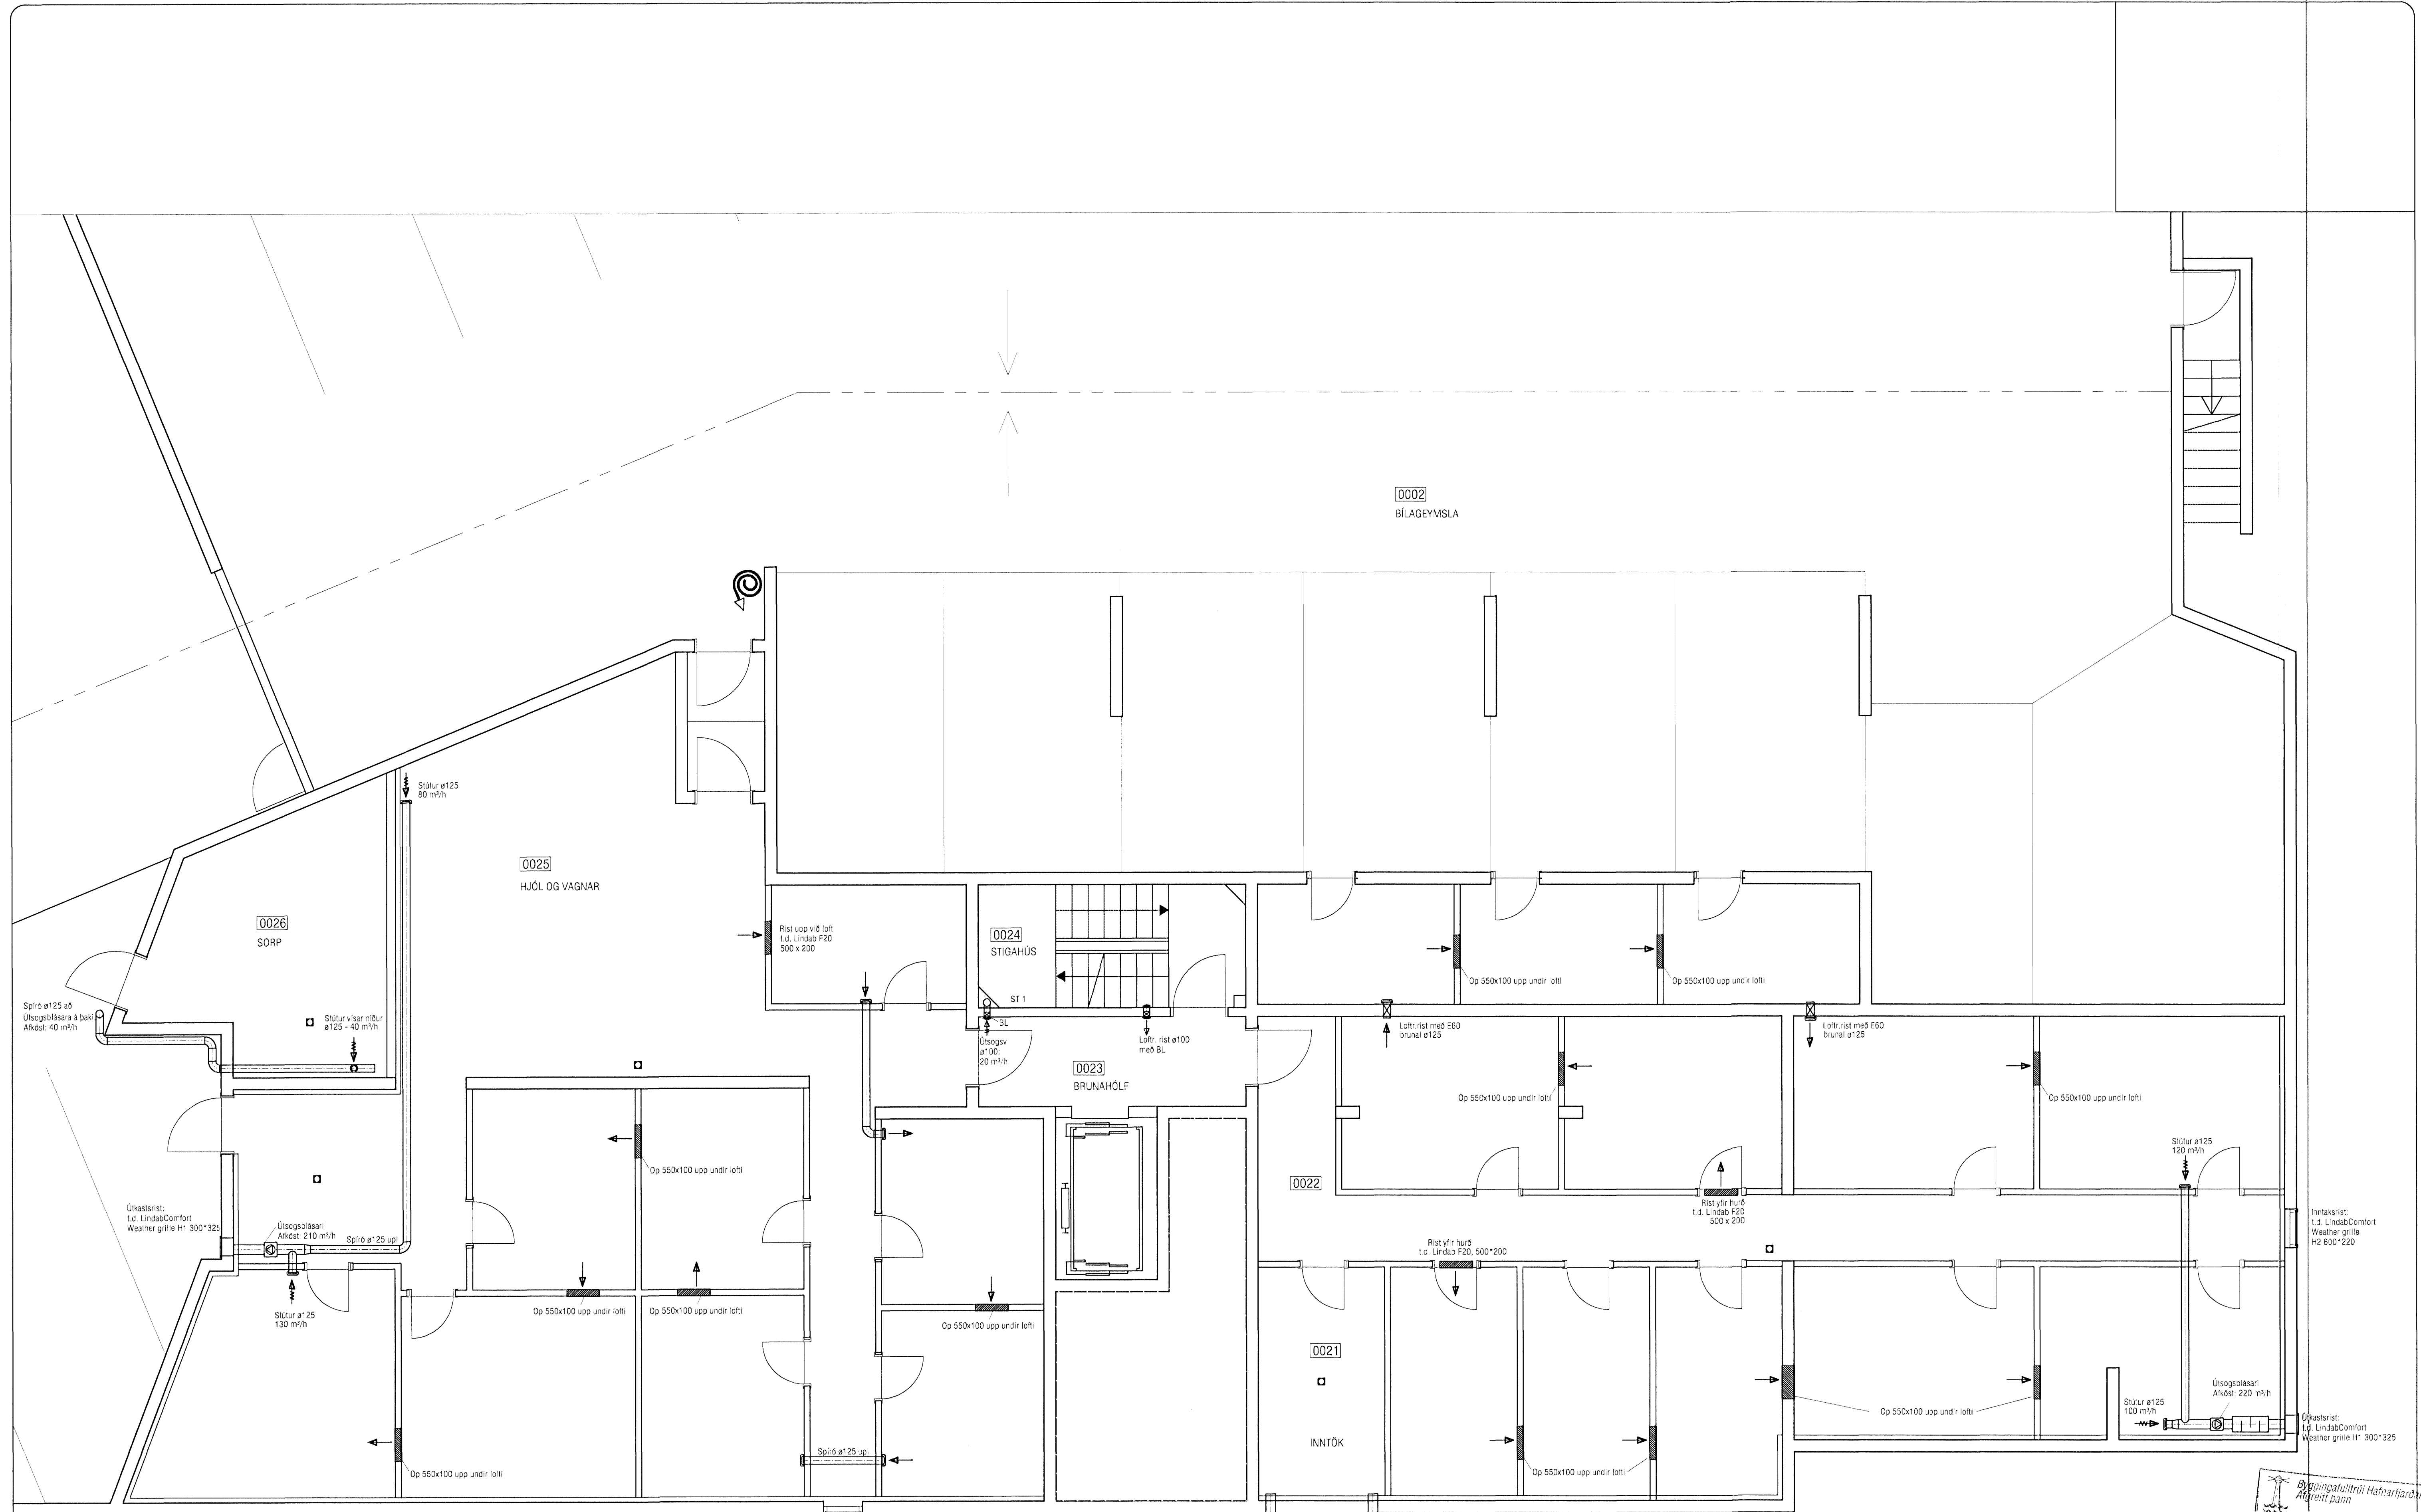 0002
BÍLAGEYMSLA
Stútur ø125
80 m³/h
0025
HJÓL OG VAGNAR
0026
SORP
Rist upp við loft
t.d. Lindab F20
500 x 200
0024
STIGAHÚS
ST 1
Op 550x100 upp undir lofti
Op 550x100 upp undir lofti
Spíró ø125 að
Útsogsblásara á þaki
Afköst: 40 m³/h
Stútur vísar niður
ø125 - 40 m³/h
BL
Útsogsv
ø100:
20 m³/h
Loftr. rist ø100
með BL
Loftr.rist með E60
brunal ø125
Loftr.rist með E60
brunal ø125
0023
BRUNAHÓLF
Op 550x100 upp undir lofti
Op 550x100 upp undir lofti
Stútur ø125
120 m³/h
Op 550x100 upp undir lofti
0022
Útkastsrist:
t.d. LindabComfort
Weather grille H1 300*325
Útsogsblásari
Afköst: 210 m³/h
Spíró ø125 upl
Rist yfir hurð
t.d. Lindab F20
500 x 200
Rist yfir hurð
t.d. Lindab F20, 500*200
Inntaksrist:
t.d. LindabComfort
Weather grille
H2 600*220
Stútur ø125
130 m³/h
Op 550x100 upp undir lofti
Op 550x100 upp undir lofti
Op 550x100 upp undir lofti
0021
INNTÖK
Op 550x100 upp undir lofti
Stútur ø125
100 m³/h
Útsogsblásari
Afköst: 220 m³/h
Útkastsrist:
t.d. LindabComfort
Weather grille H1 300*325
Spíró ø125 upl
Op 550x100 upp undir lofti
Op 550x100 upp undir lofti
Byggingafulltrúi Hafnarfjarðar
Afgreitt þann